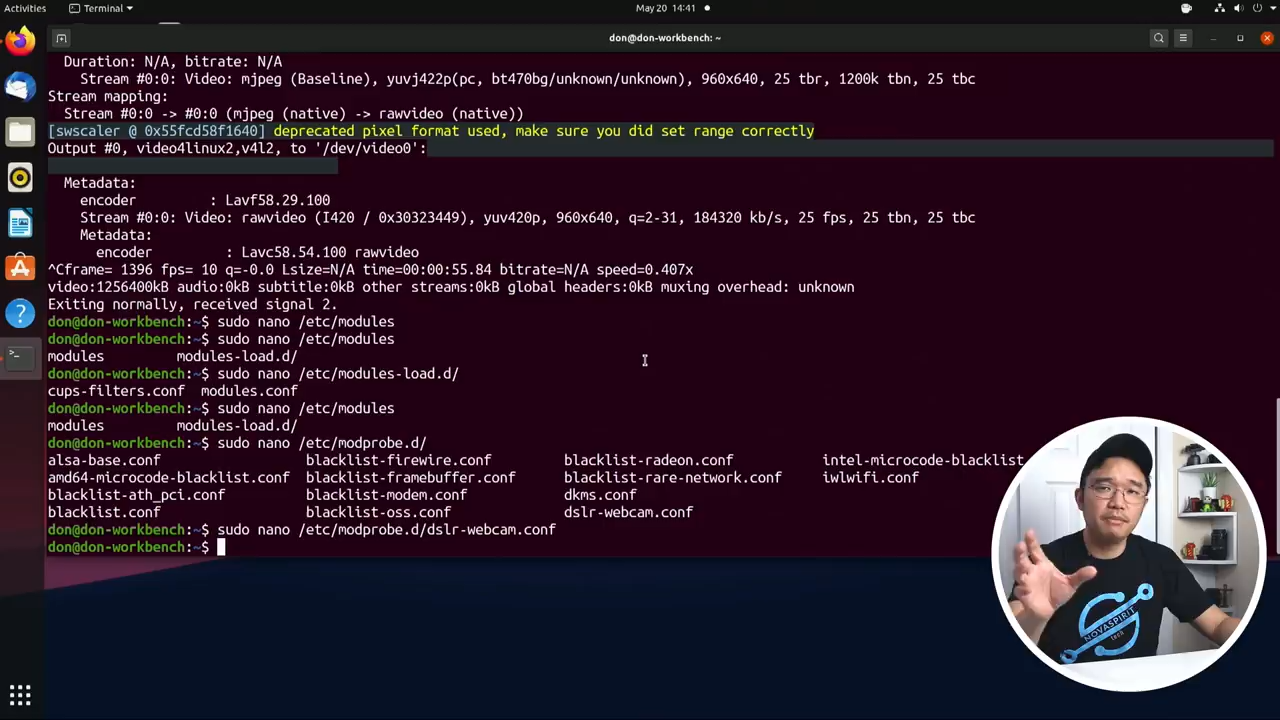 Activities
Terminal
May 20 14:41
don@don-workbench: ~
Duration: N/A, bitrate: N/A
Stream #0:0: Video: mjpeg (Baseline), yuvj422p(pc, bt470bg/unknown/unknown), 960x640, 25 tbr, 1200k tbn, 25 tbc
Stream mapping:
Stream #0:0 -> #0:0 (mjpeg (native) -> rawvideo (native))
[swscaler @ 0x55fcd58f1640] deprecated pixel format used, make sure you did set range correctly
Output #0, video4linux2,v4l2, to '/dev/video0':
Metadata:
encoder : Lavf58.29.100
Stream #0:0: Video: rawvideo (I420 / 0x30323449), yuv420p, 960x640, q=2-31, 184320 kb/s, 25 fps, 25 tbn, 25 tbc
Metadata:
encoder : Lavc58.54.100 rawvideo
^Cframe= 1396 fps= 10 q=-0.0 Lsize=N/A time=00:00:55.84 bitrate=N/A speed=0.407x
video:1256400kB audio:0kB subtitle:0kB other streams:0kB global headers:0kB muxing overhead: unknown
Exiting normally, received signal 2.
don@don-workbench:~$ sudo nano /etc/modules
don@don-workbench:~$ sudo nano /etc/modules
modules modules-load.d/
don@don-workbench:~$ sudo nano /etc/modules-load.d/
cups-filters.conf modules.conf
don@don-workbench:~$ sudo nano /etc/modules
modules modules-load.d/
don@don-workbench:~$ sudo nano /etc/modprobe.d/
alsa-base.conf blacklist-firewire.conf blacklist-radeon.conf intel-microcode-blacklist.
amd64-microcode-blacklist.conf blacklist-framebuffer.conf blacklist-rare-network.conf iwlwifi.conf
blacklist-ath_pci.conf blacklist-modem.conf dkms.conf
blacklist.conf blacklist-oss.conf dslr-webcam.conf
don@don-workbench:~$ sudo nano /etc/modprobe.d/dslr-webcam.conf
don@don-workbench:~$
NOVASPIRIT
tech